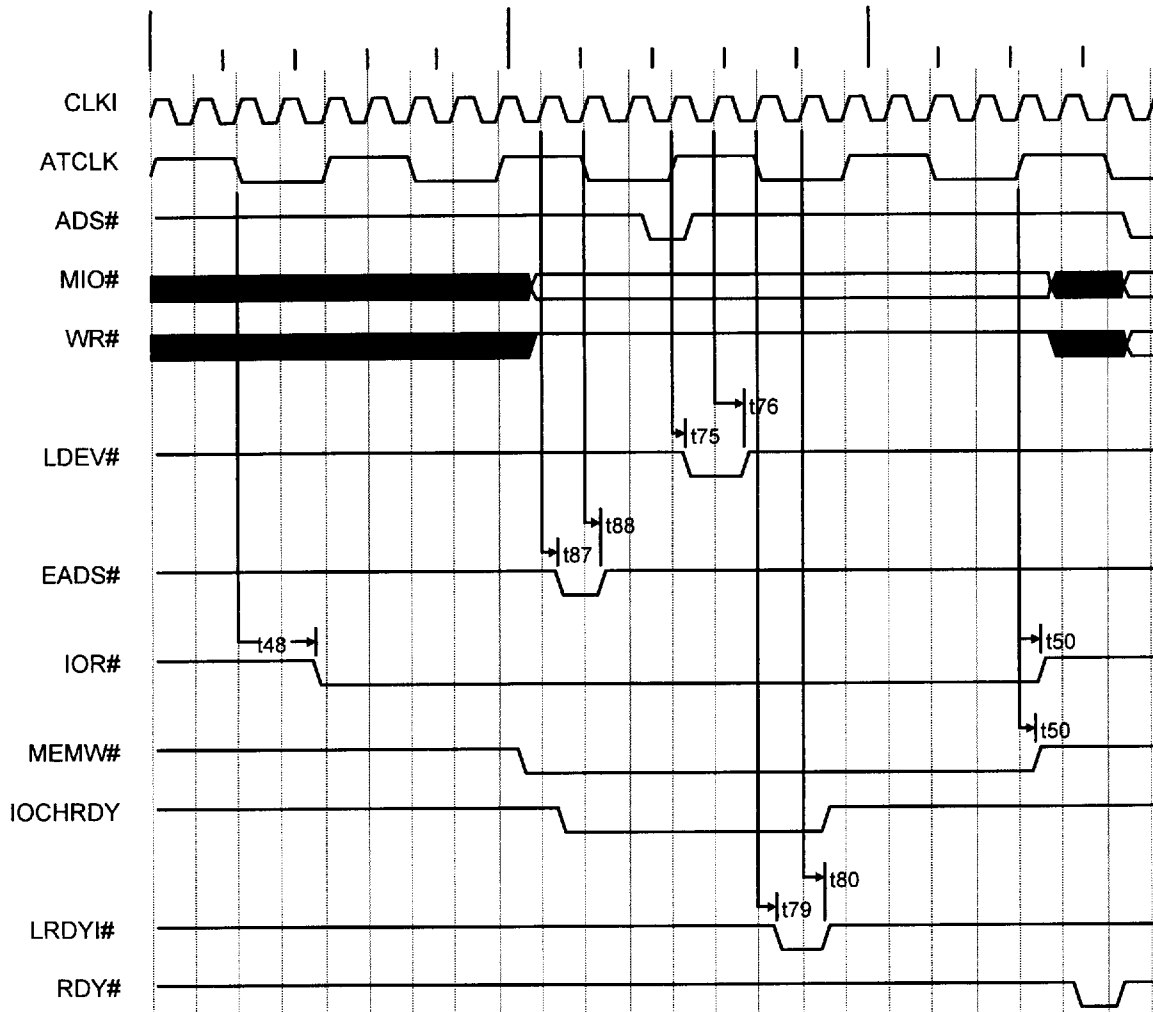 CLKI
ATCLK
ADS#
MIO#
WR#
t76
t75
LDEV#
t88
t87
EADS#
t48
t50
IOR#
t50
MEMW#
IOCHRDY
t80
t79
LRDYI#
RDY#